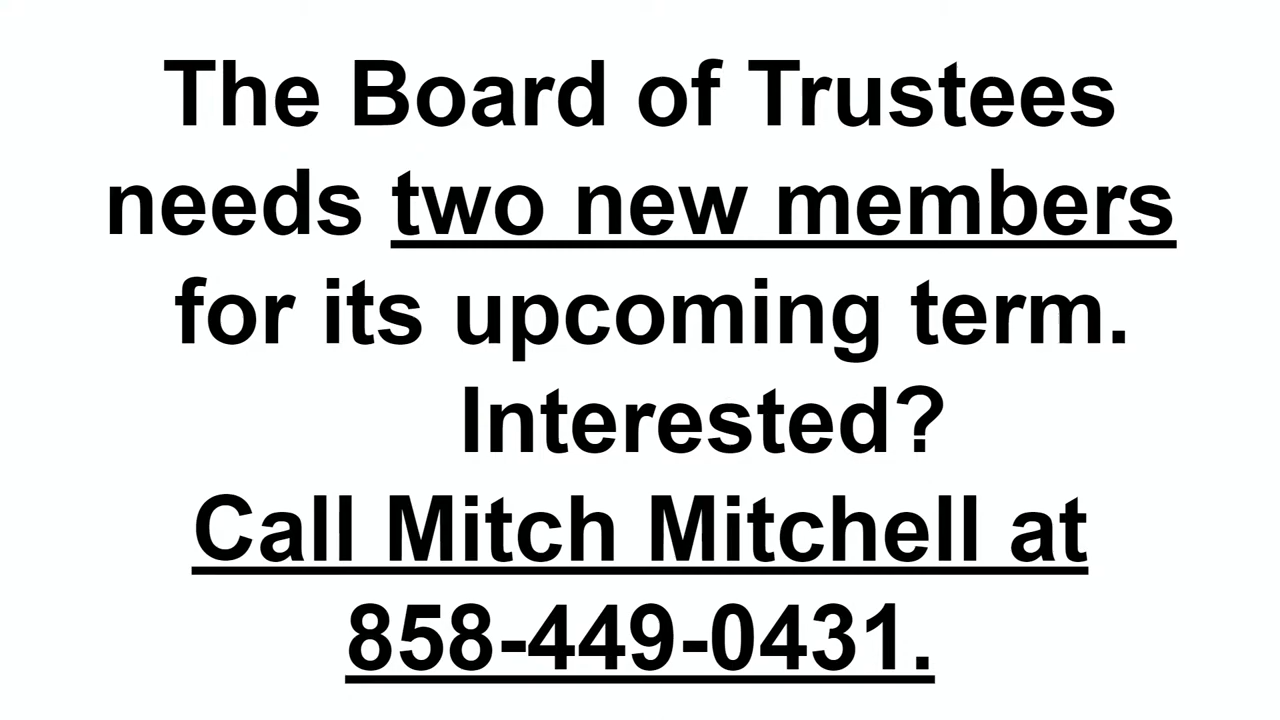 The Board of Trustees
needs two new members
for its upcoming term.
Interested?
Call Mitch Mitchell at
858-449-0431.